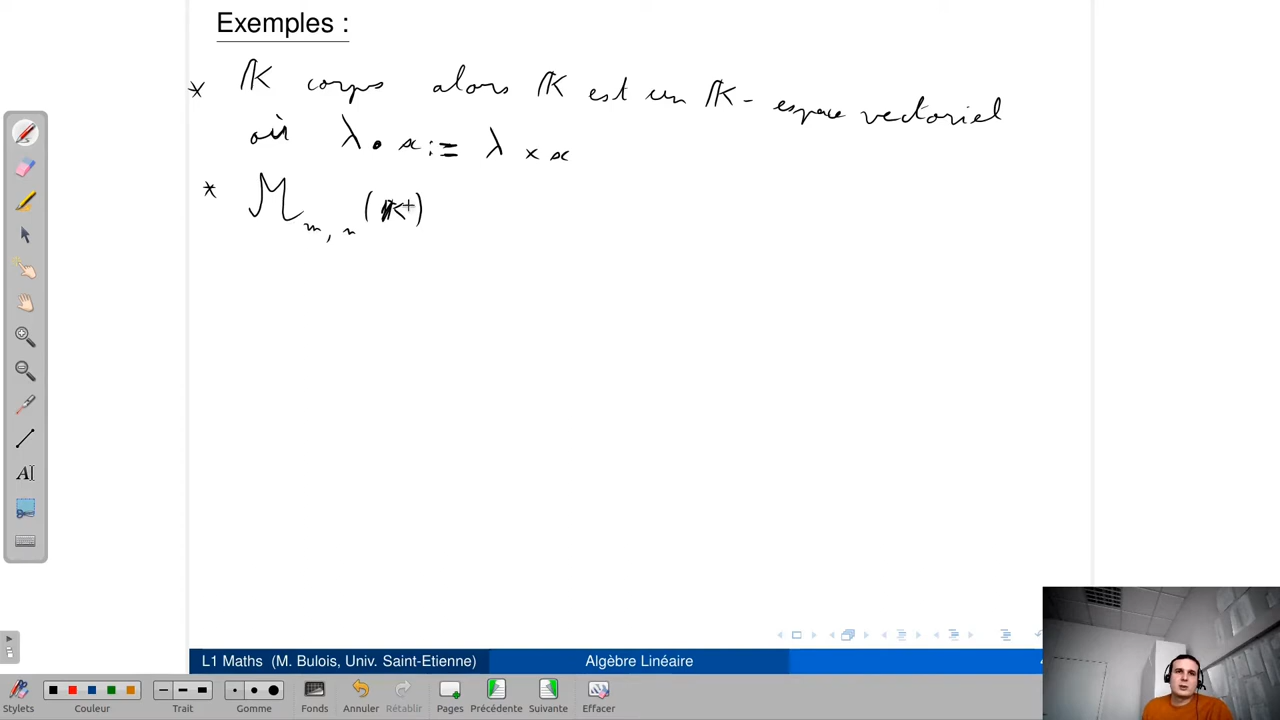 Exemples :
* 𝕂 corps alors 𝕂 est un 𝕂-espace vectoriel
où λ • x := λ × x
* ℳm,n (𝕂)
L1 Maths (M. Bulois, Univ. Saint-Etienne) Algèbre Linéaire
Stylets Couleur Trait Gomme Fonds Annuler Rétablir Pages Précédente Suivante Effacer